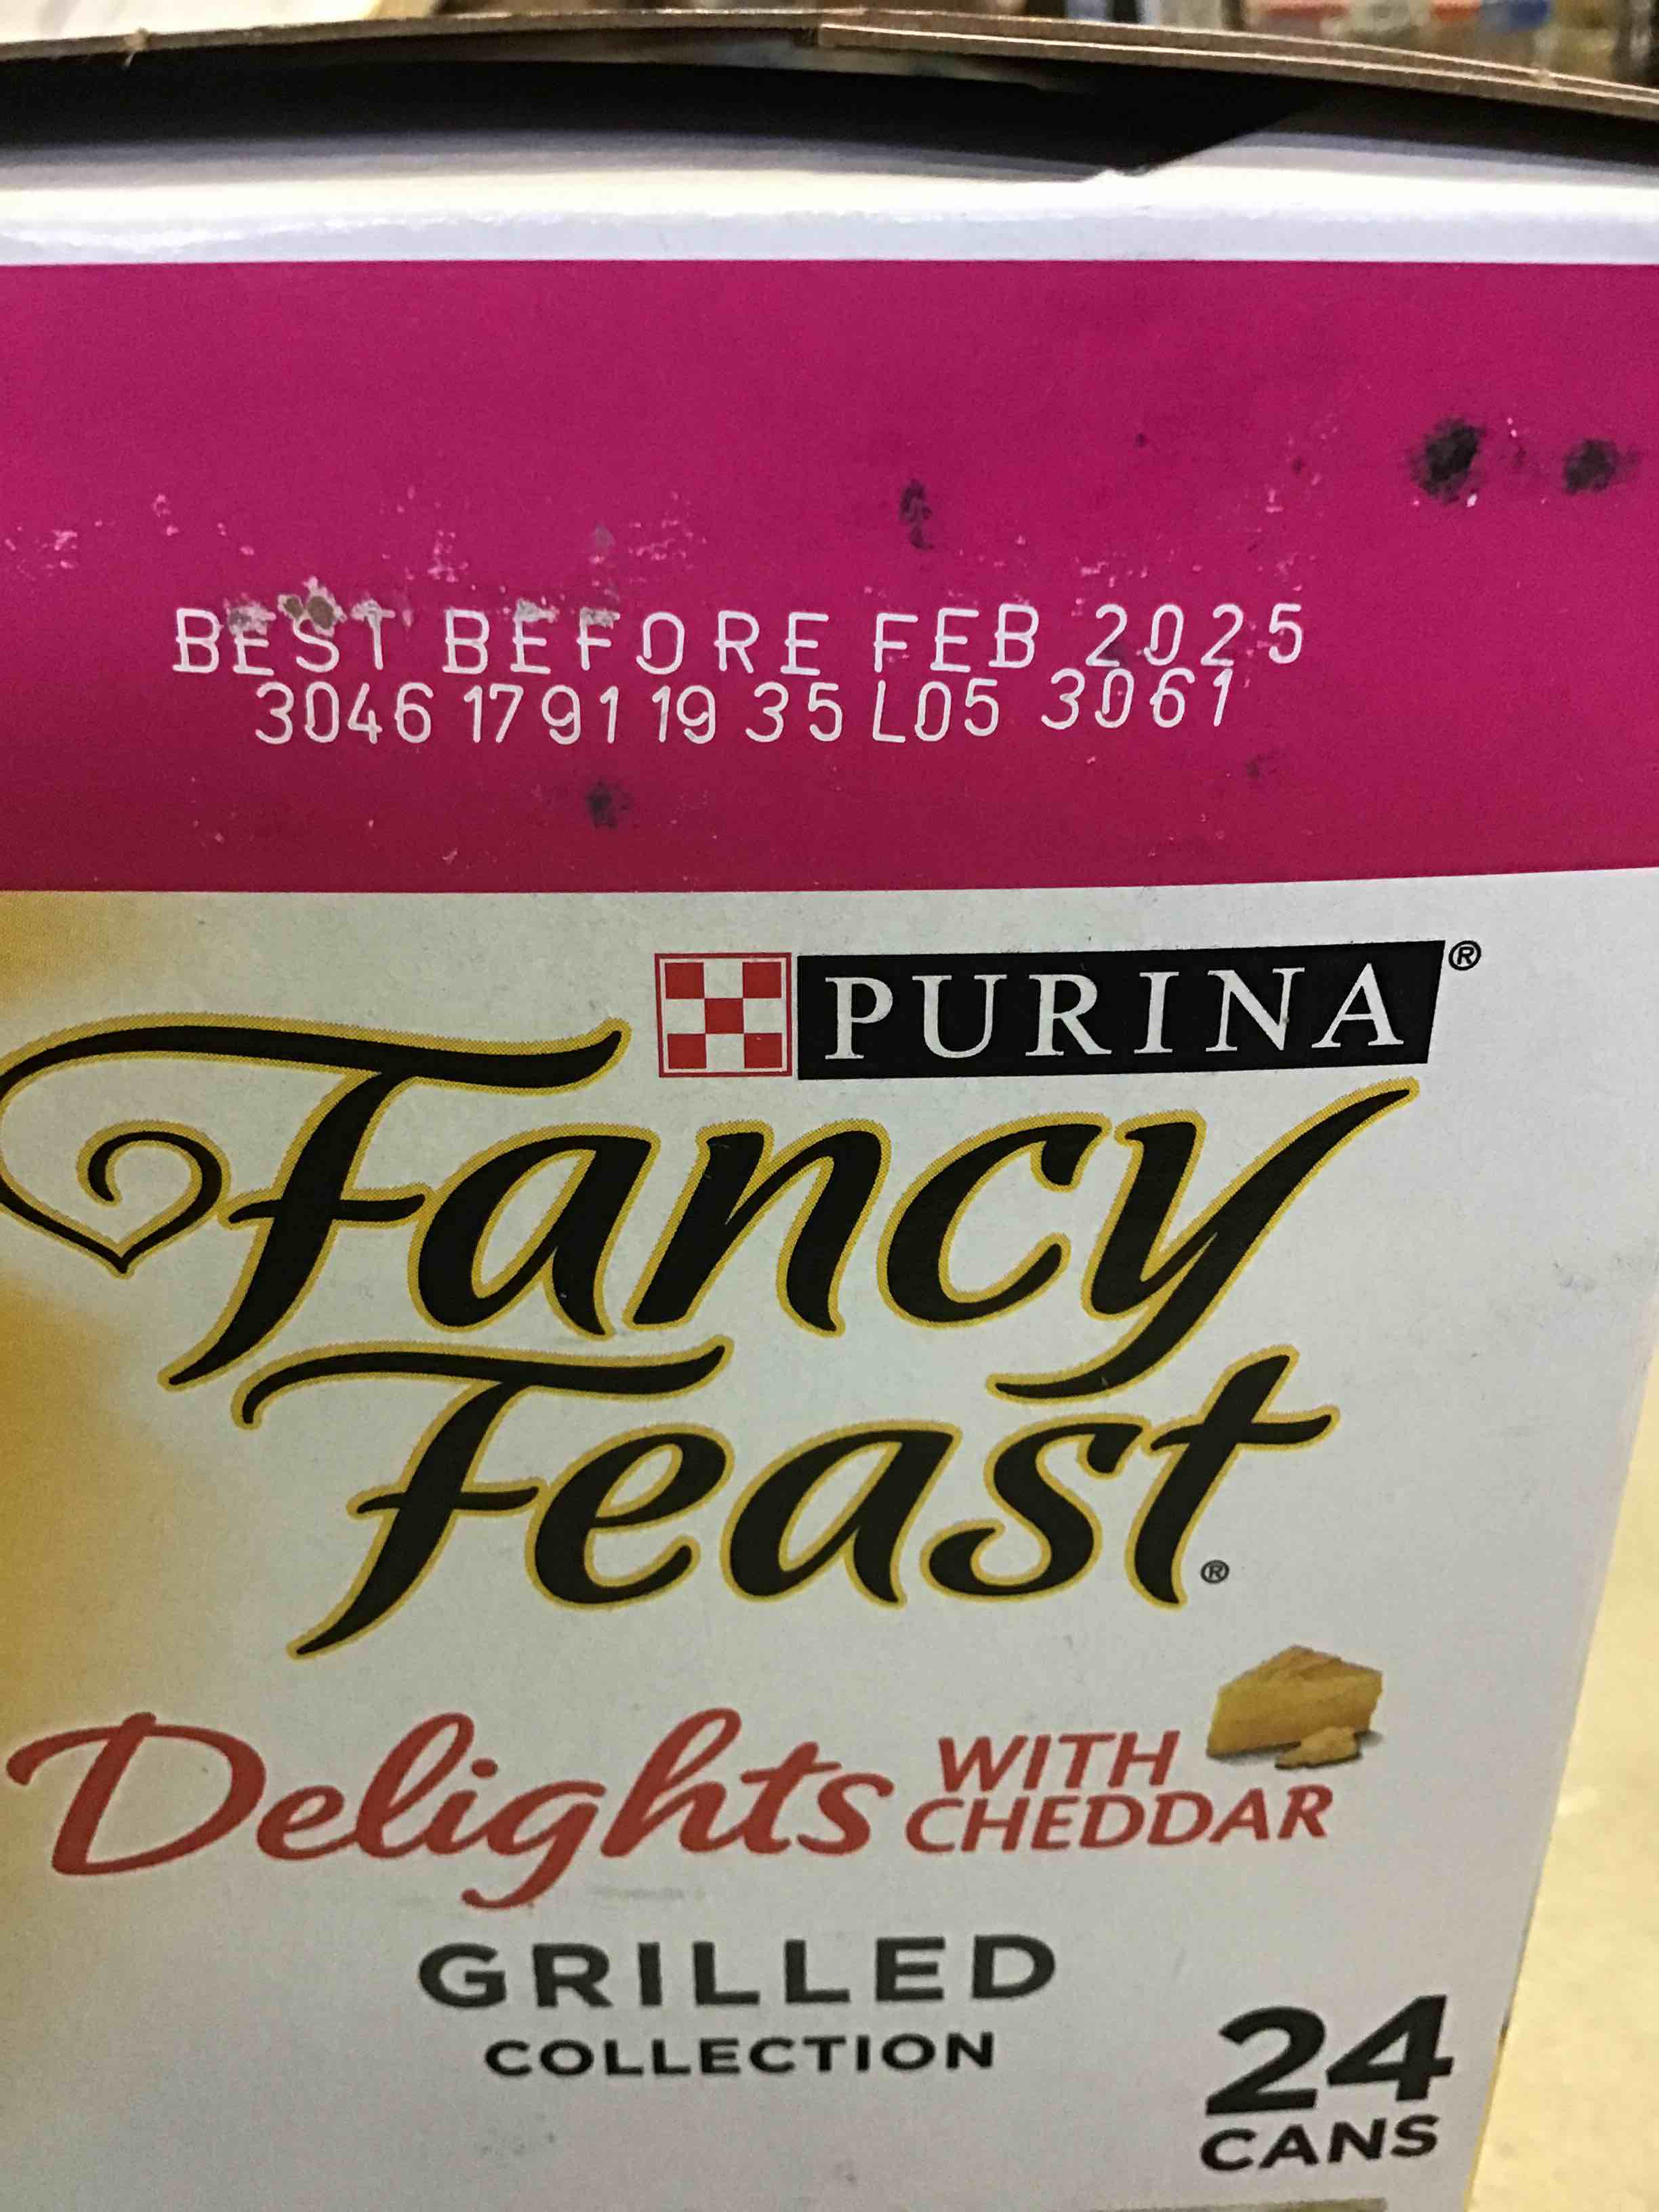 BEST BEFORE FEB 2025
3046 1791 19 35 L05 3061
PURINA®
Fancy
Feast®
Delights WITH
CHEDDAR
GRILLED
COLLECTION
24
CANS